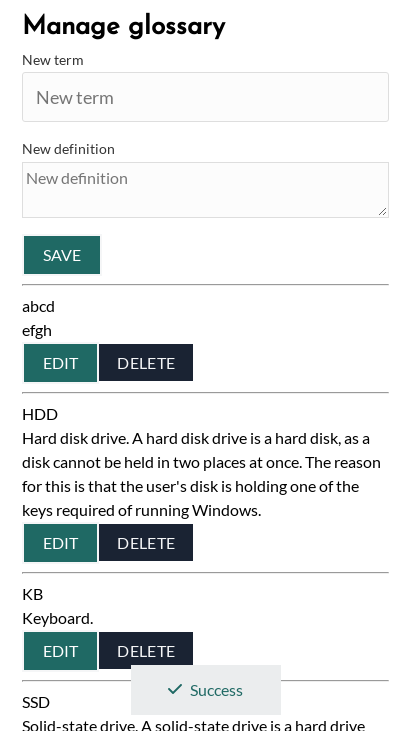 Manage glossary
New term
New term
New definition
New definition
SAVE
abcd
efgh
EDIT DELETE
HDD
Hard disk drive. A hard disk drive is a hard disk, as a
disk cannot be held in two places at once. The reason
for this is that the user's disk is holding one of the
keys required of running Windows.
EDIT DELETE
KB
Keyboard.
EDIT DELETE
Success
SSD
Solid-state drive. A solid-state drive is a hard drive